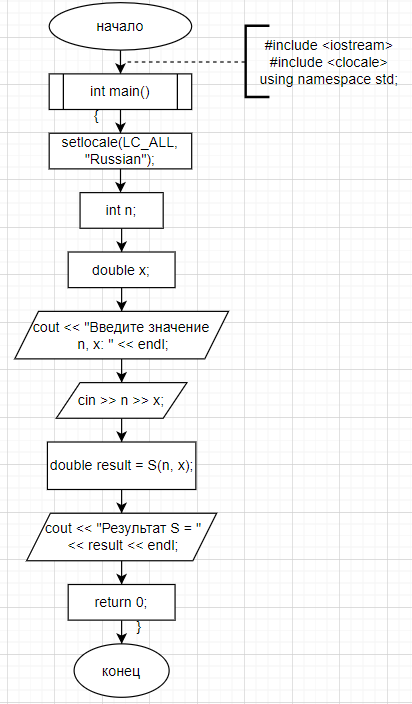 начало
#include <iostream>
#include <clocale>
using namespace std;
int main()
{
setlocale(LC_ALL,
"Russian");
int n;
double x;
cout << "Введите значение
n, x: " << endl;
cin >> n >> x;
double result = S(n, x);
cout << "Результат S = "
<< result << endl;
return 0;
}
конец